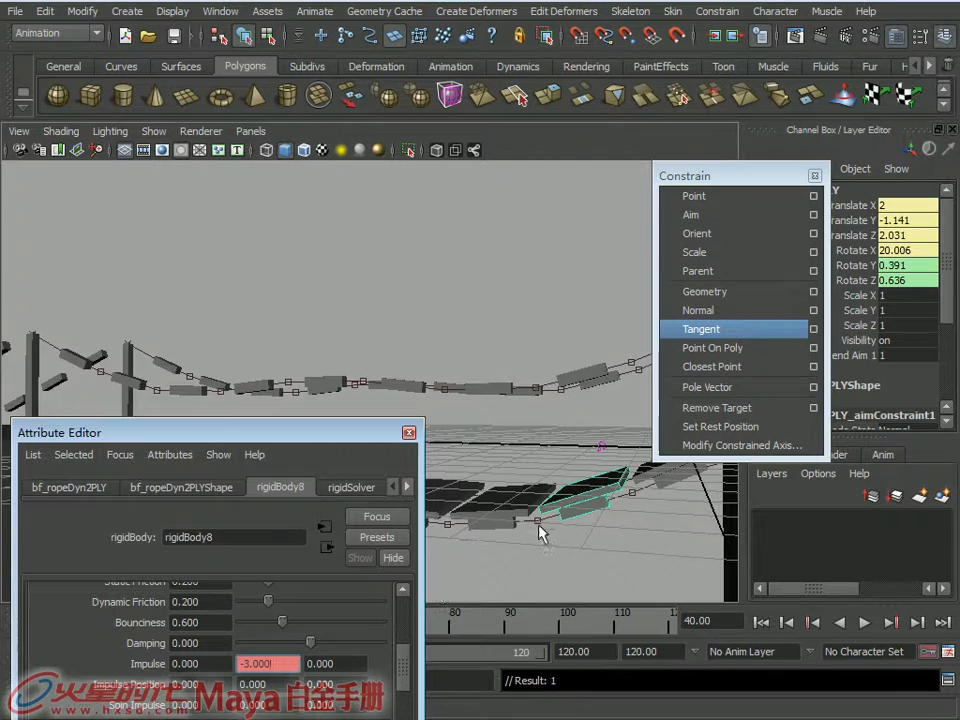 File Edit Modify Create Display Window Assets Animate Geometry Cache Create Deformers Edit Deformers Skeleton Skin Constrain Character Muscle Help
Animation
General Curves Surfaces Polygons Subdivs Deformation Animation Dynamics Rendering PaintEffects Toon Muscle Fluids Fur
View Shading Lighting Show Renderer Panels
Channel Box / Layer Editor
Object Show
Constrain
Point
Aim
Orient
Scale
Parent
Geometry
Normal
Tangent
Point On Poly
Closest Point
Pole Vector
Remove Target
Set Rest Position
Modify Constrained Axis...
LY
ranslate X 2
ranslate Y -1.141
ranslate Z 2.031
Rotate X 20.006
Rotate Y 0.391
Rotate Z 0.636
Scale X 1
Scale Y 1
Scale Z 1
Visibility on
end Aim 1 1
PLYShape
PLY_aimConstraint1
der Anim
Layers Options Help
Attribute Editor
List Selected Focus Attributes Show Help
bf_ropeDyn2PLY bf_ropeDyn2PLYShape rigidBody8 rigidSolver
Focus
rigidBody: rigidBody8 Presets
Show Hide
Static Friction 0.200
Dynamic Friction 0.200
Bounciness 0.600
Damping 0.000
Impulse 0.000 -3.000 0.000
Impulse Position 0.000 0.000 0.000
Spin Impulse 0.000 0.000
80 90 100 110 12
40.00
120 120.00 120.00 No Anim Layer No Character Set
// Result: 1
火星时代 Maya 白金手册
www.hxsd.com